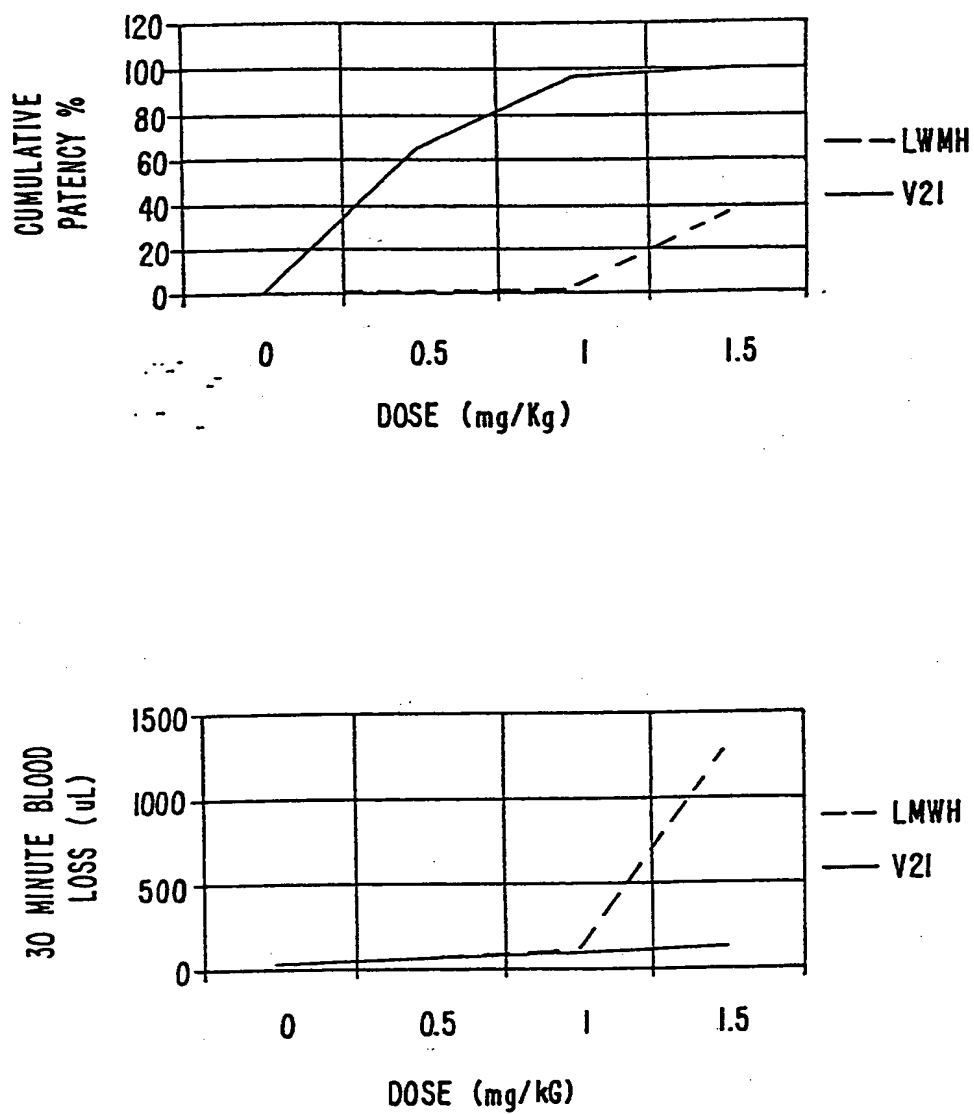 120
100
80
60
40
20
0
CUMULATIVE
PATENCY %
LWMH
V21
0 0.5 1 1.5
DOSE (mg/Kg)
1500
1000
500
0
30 MINUTE BLOOD
LOSS (uL)
LMWH
V21
0 0.5 1 1.5
DOSE (mg/kG)